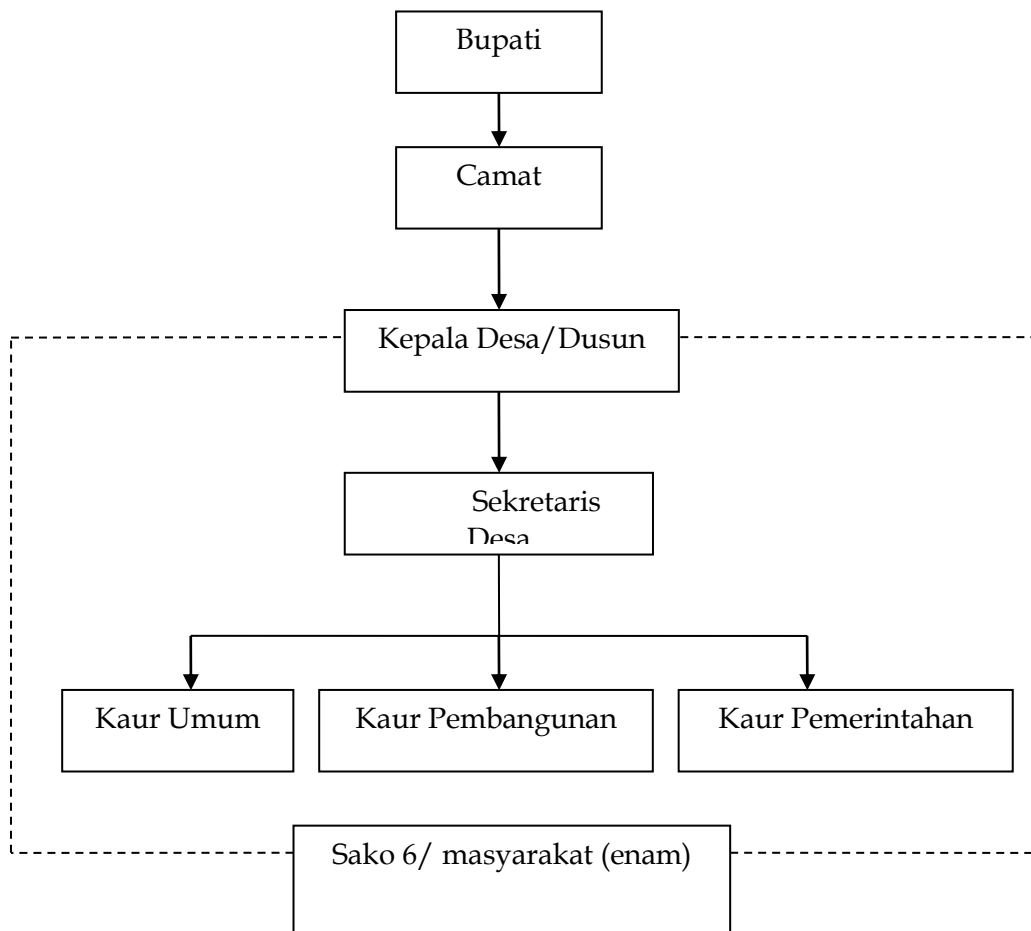 Bupati
Camat
Kepala Desa/Dusun
Sekretaris
Desa
Kaur Umum
Kaur Pembangunan
Kaur Pemerintahan
Sako 6/ masyarakat (enam)